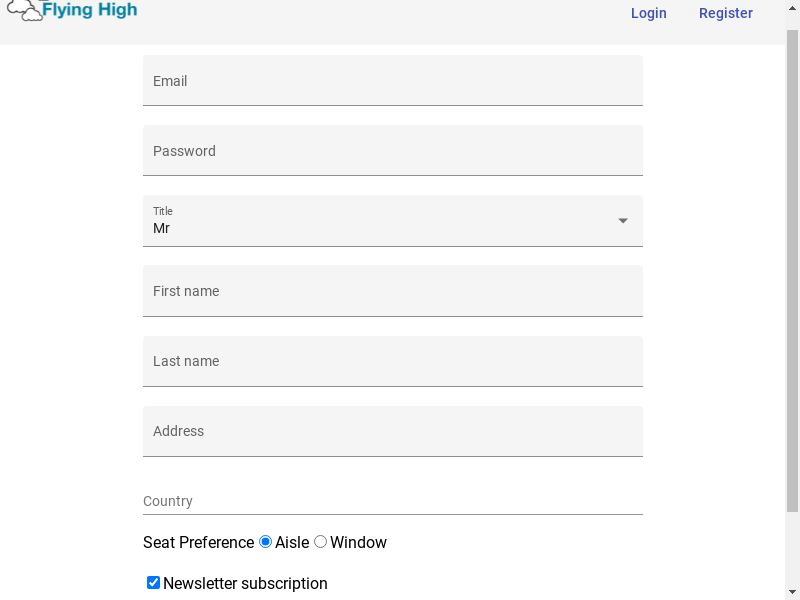 Flying High
Login Register
Email
Password
Title
Mr
First name
Last name
Address
Country
Seat Preference Aisle Window
Newsletter subscription